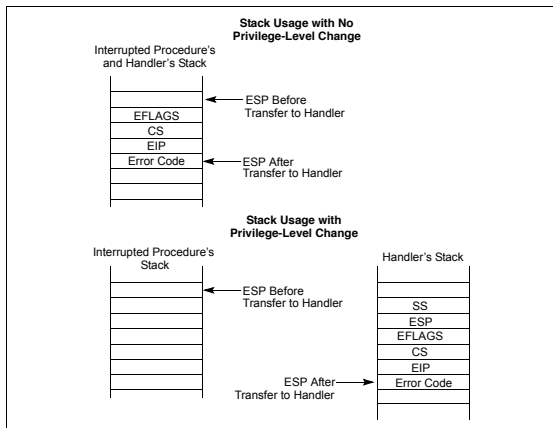 Stack Usage with No
Privilege-Level Change
Interrupted Procedure's
and Handler's Stack
ESP Before
Transfer to Handler
EFLAGS
CS
EIP
Error Code
ESP After
Transfer to Handler
Stack Usage with
Privilege-Level Change
Interrupted Procedure's
Stack
Handler's Stack
ESP Before
Transfer to Handler
SS
ESP
EFLAGS
CS
EIP
ESP After
Transfer to Handler
Error Code